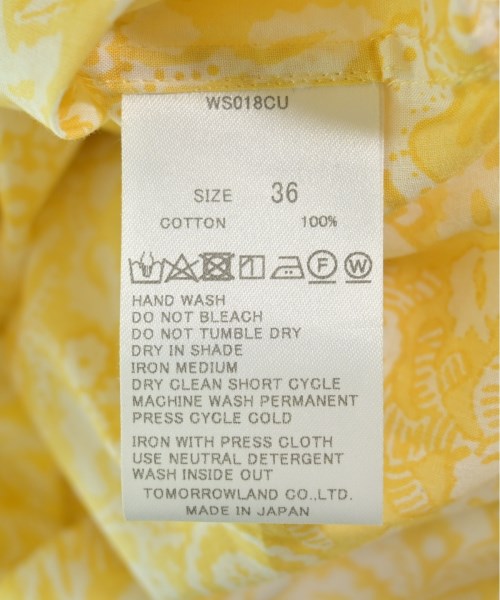 WS018CU
SIZE 36
COTTON 100%
F W
HAND WASH
DO NOT BLEACH
DO NOT TUMBLE DRY
DRY IN SHADE
IRON MEDIUM
DRY CLEAN SHORT CYCLE
MACHINE WASH PERMANENT
PRESS CYCLE COLD
IRON WITH PRESS CLOTH
USE NEUTRAL DETERGENT
WASH INSIDE OUT
TOMORROWLAND CO.,LTD.
MADE IN JAPAN